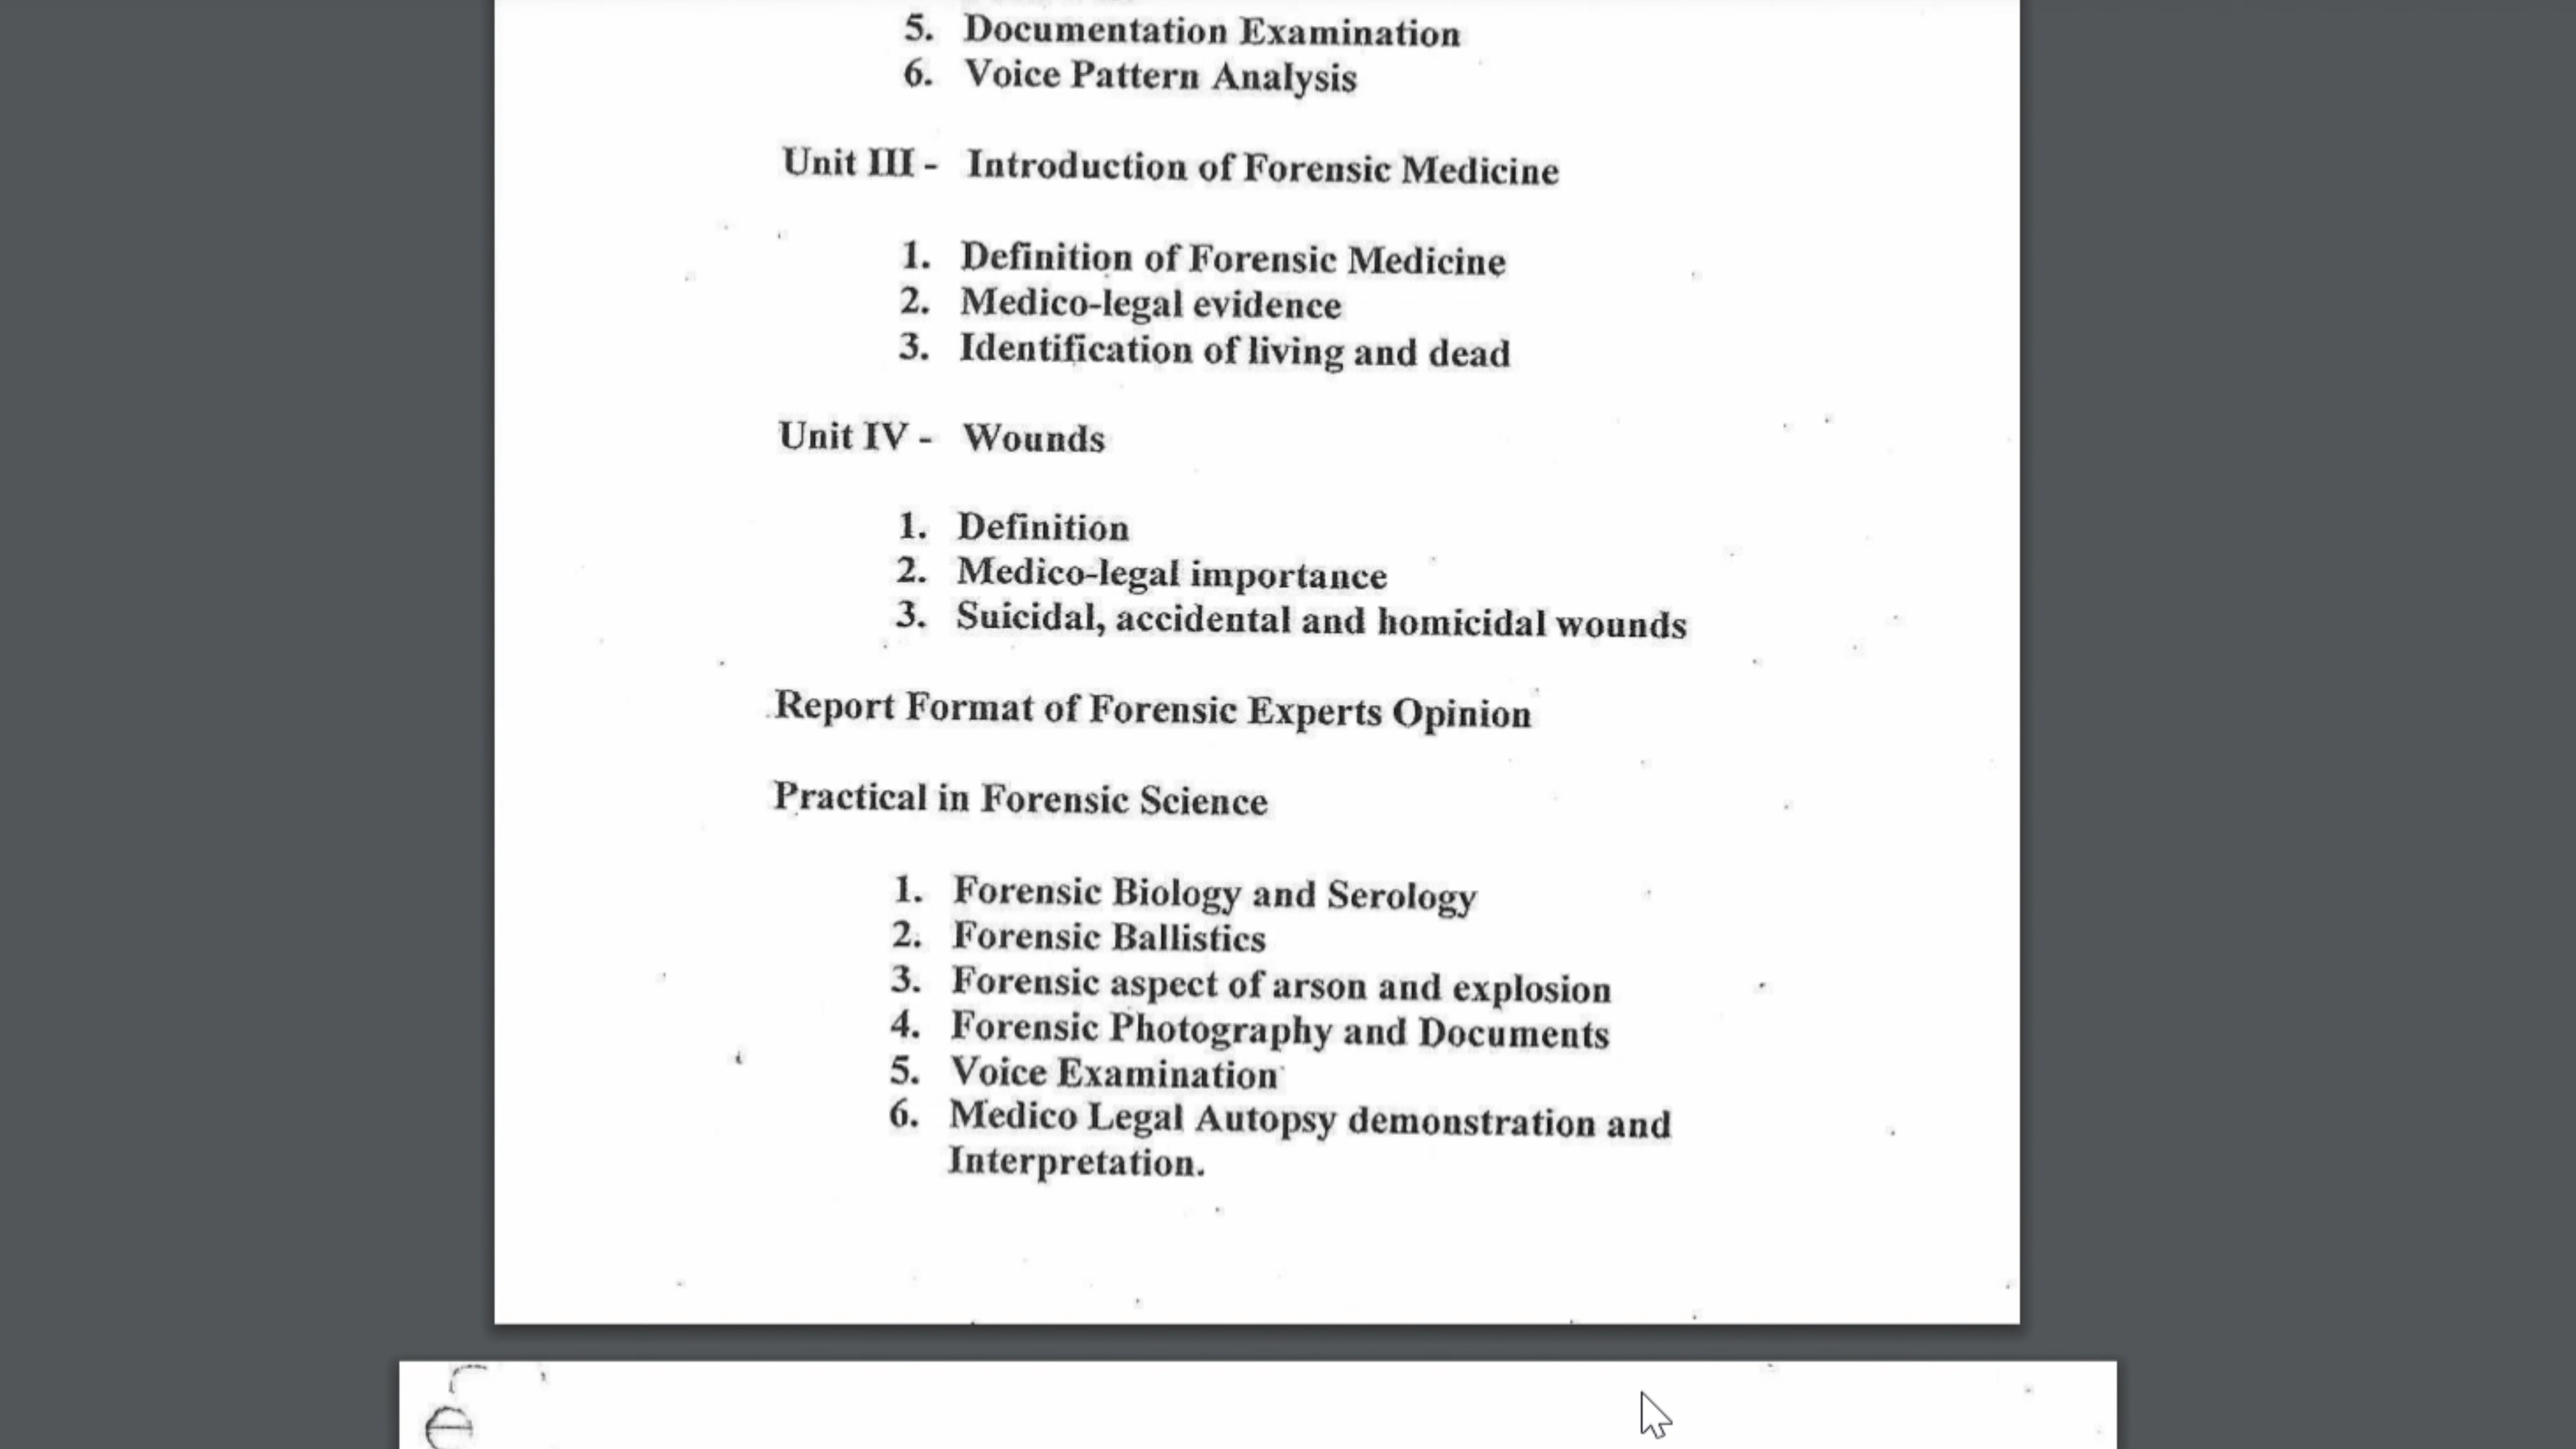 5. Documentation Examination
6. Voice Pattern Analysis
Unit III - Introduction of Forensic Medicine
1. Definition of Forensic Medicine
2. Medico-legal evidence
3. Identification of living and dead
Unit IV - Wounds
1. Definition
2. Medico-legal importance
3. Suicidal, accidental and homicidal wounds
Report Format of Forensic Experts Opinion
Practical in Forensic Science
1. Forensic Biology and Serology
2. Forensic Ballistics
3. Forensic aspect of arson and explosion
4. Forensic Photography and Documents
5. Voice Examination
6. Medico Legal Autopsy demonstration and
Interpretation.